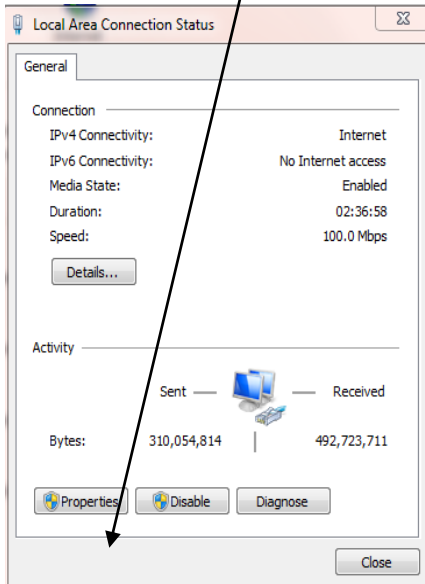 Local Area Connection Status
General
Connection
IPv4 Connectivity: Internet
IPv6 Connectivity: No Internet access
Media State: Enabled
Duration: 02:36:58
Speed: 100.0 Mbps
Details...
Activity
Sent Received
Bytes: 310,054,814 492,723,711
Properties Disable Diagnose
Close